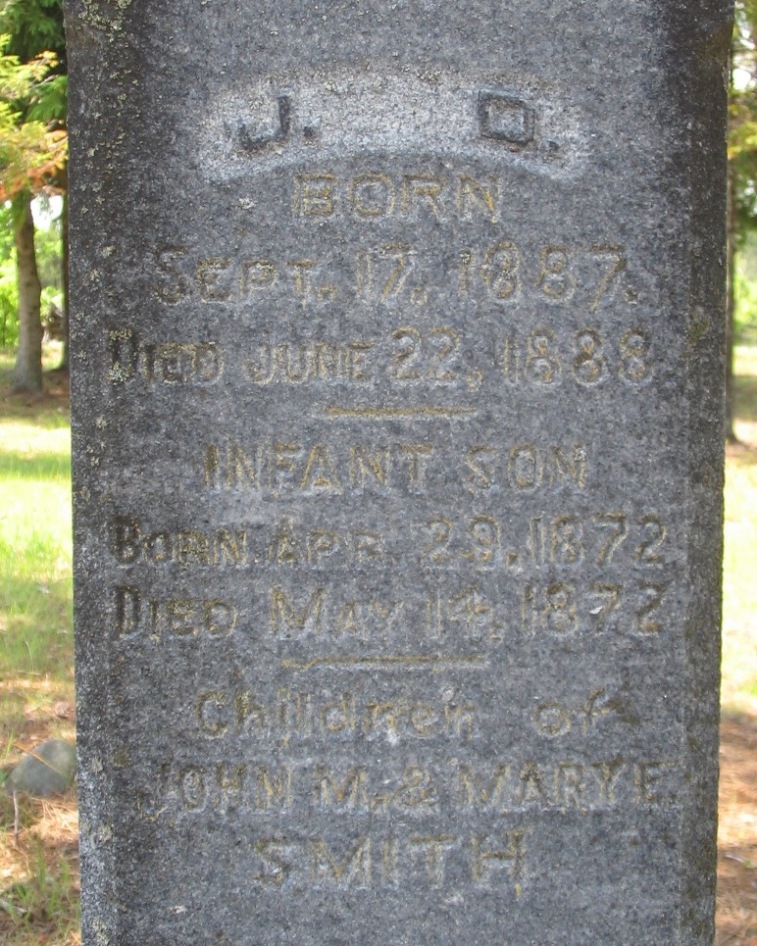 J. D.
BORN
SEPT. 17, 1887.
DIED JUNE 22, 1888.
INFANT SON
BORN APR. 29, 1872
DIED MAY 14, 1872
Children of
JOHN M. & MARY E.
SMITH